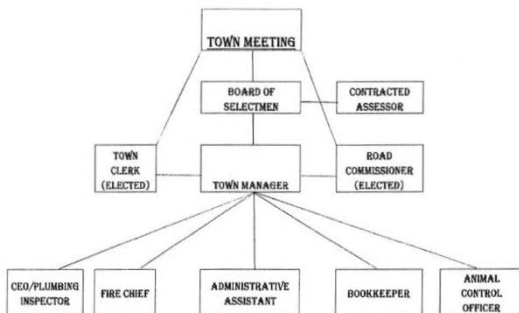 TOWN MEETING
BOARD OF
SELECTMEN
CONTRACTED
ASSESSOR
TOWN
CLERK
(ELECTED)
TOWN MANAGER
ROAD
COMMISSIONER
(ELECTED)
CEO/PLUMBING
INSPECTOR
FIRE CHIEF
ADMINISTRATIVE
ASSISTANT
BOOKKEEPER
ANIMAL
CONTROL
OFFICER